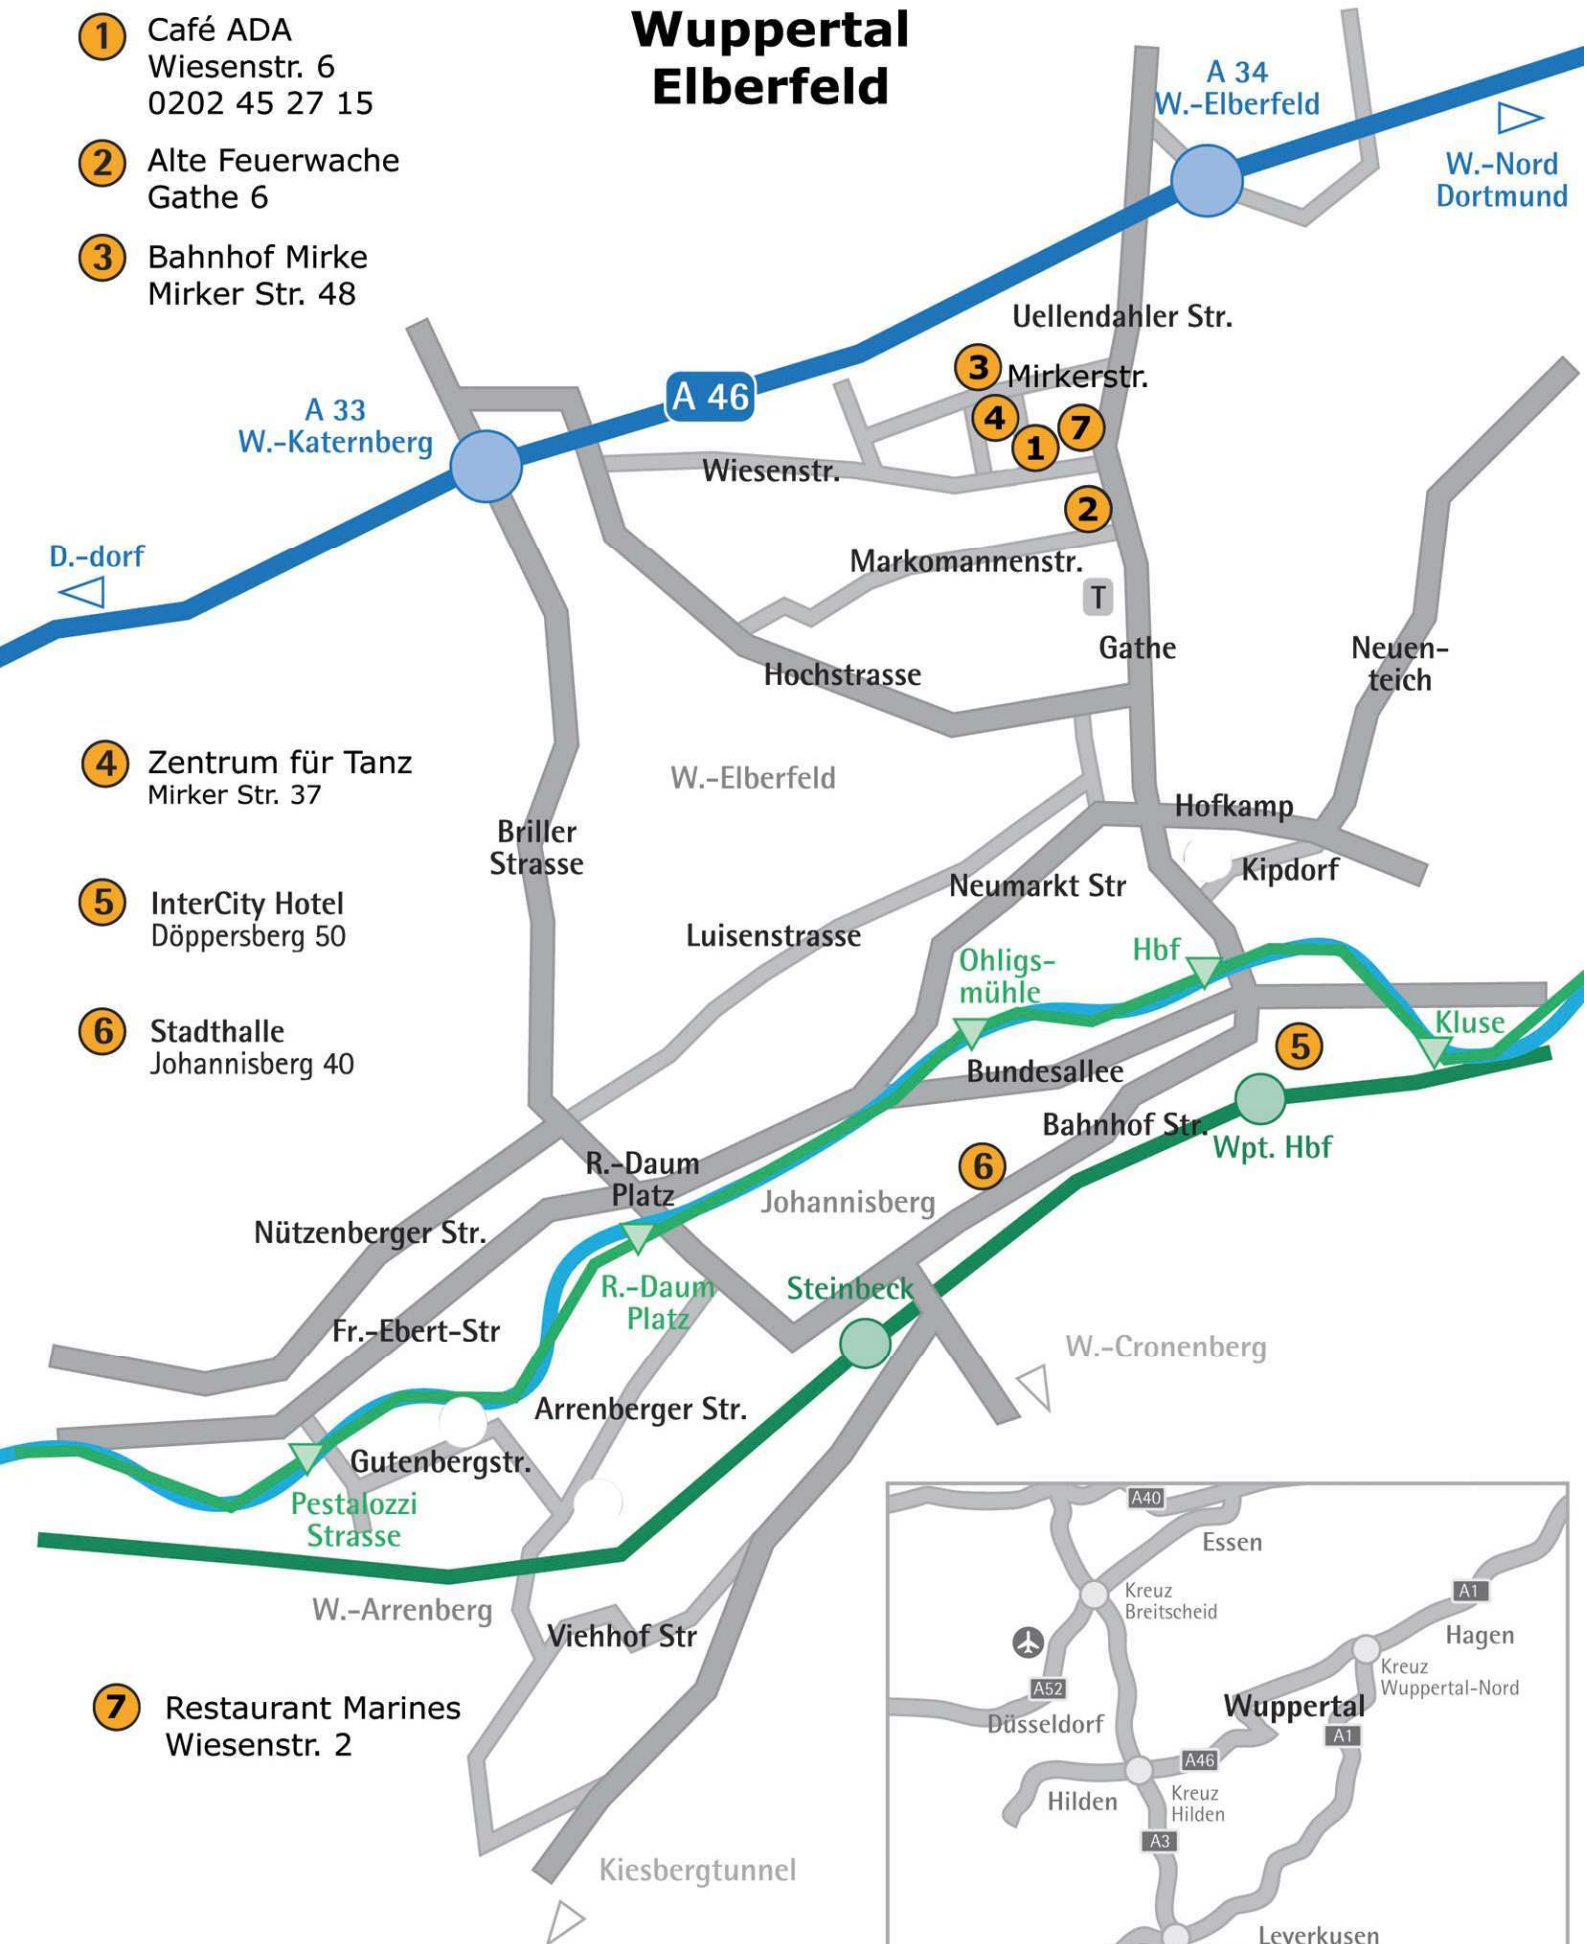 Wuppertal
Elberfeld
1 Café ADA
Wiesenstr. 6
0202 45 27 15
2 Alte Feuerwache
Gathe 6
3 Bahnhof Mirke
Mirker Str. 48
A 34
W.-Elberfeld
W.-Nord
Dortmund
Uellendahler Str.
3 Mirkerstr.
4
1
7
A 46
A 33
W.-Katernberg
Wiesenstr.
2
D.-dorf
Markomannenstr.
T
Gathe
Neuen-
teich
Hochstrasse
4 Zentrum für Tanz
Mirker Str. 37
W.-Elberfeld
Hofkamp
Briller
Strasse
Kipdorf
Neumarkt Str
5 InterCity Hotel
Döppersberg 50
Luisenstrasse
Ohligs-
mühle
Hbf
6 Stadthalle
Johannisberg 40
Kluse
5
Bundesallee
Bahnhof Str.
Wpt. Hbf
6
R.-Daum
Platz
Johannisberg
Nützenberger Str.
R.-Daum
Platz
Steinbeck
Fr.-Ebert-Str
W.-Cronenberg
Arrenberger Str.
Gutenbergstr.
Pestalozzi
Strasse
W.-Arrenberg
Viehhof Str
7 Restaurant Marines
Wiesenstr. 2
Kiesbergtunnel
A40
Essen
Kreuz
Breitscheid
A1
Hagen
Kreuz
Wuppertal-Nord
A52
Düsseldorf
Wuppertal
A1
A46
Hilden
Kreuz
Hilden
A3
Leverkusen